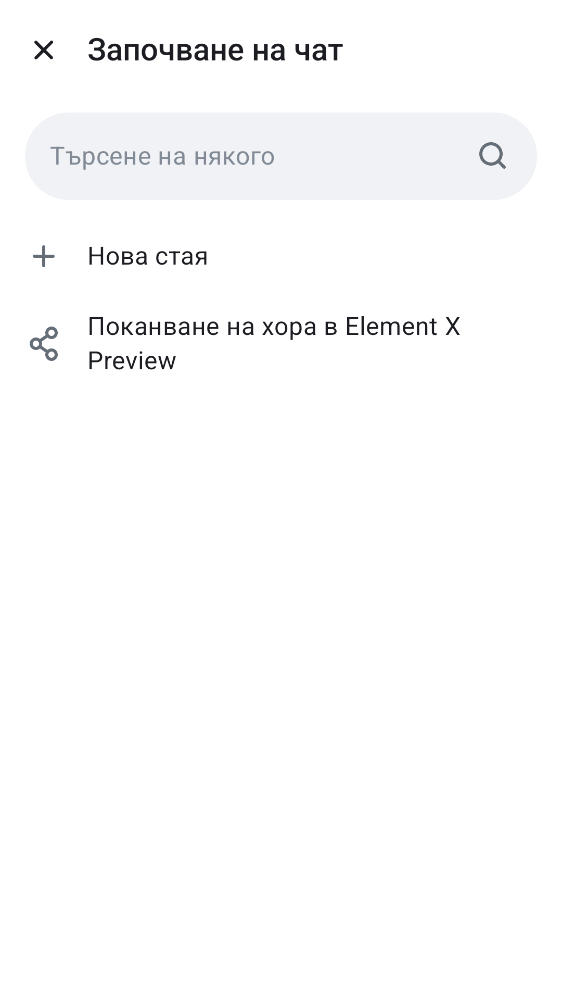 Започване на чат
Търсене на някого
Нова стая
Поканване на хора в Element X
Preview